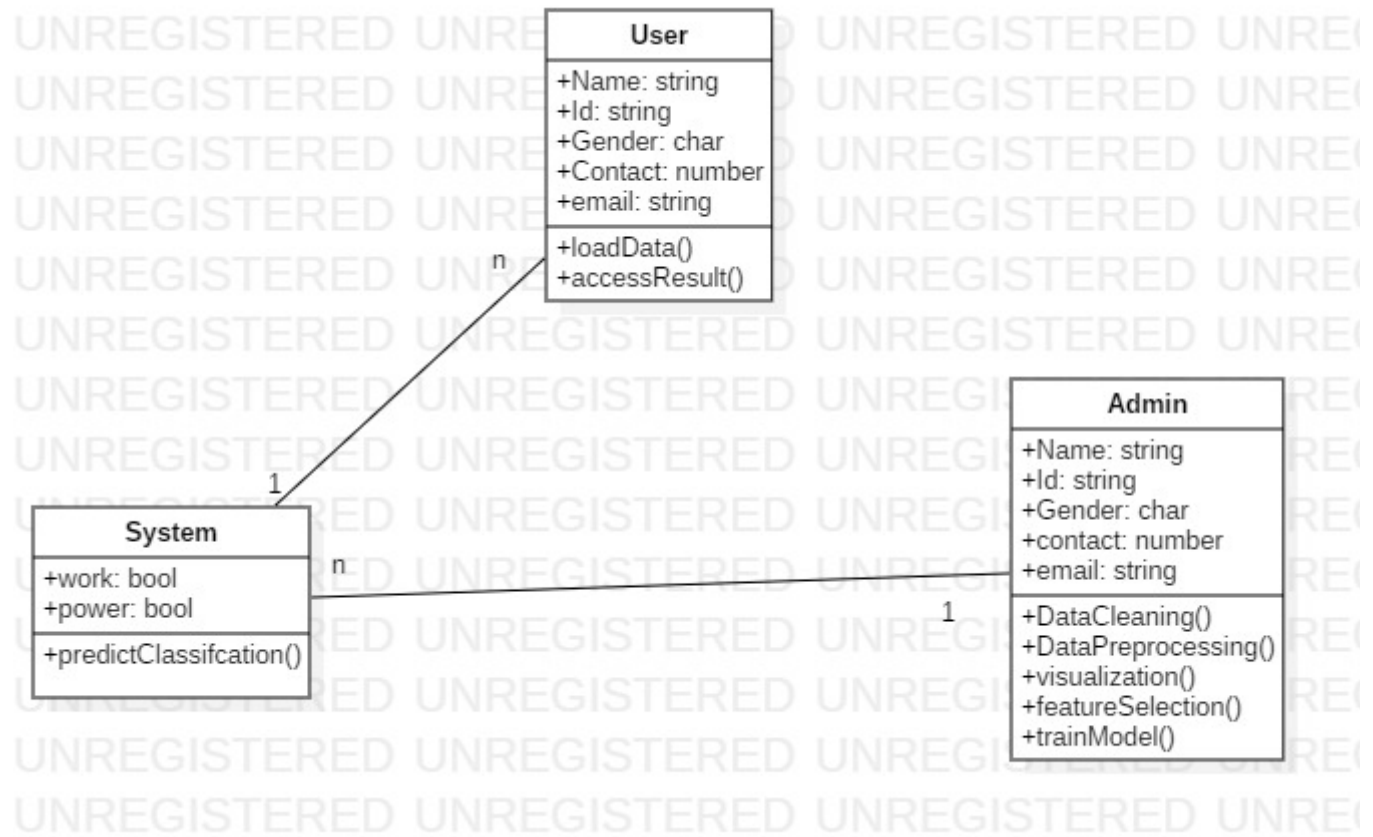 User
+Name: string
+Id: string
+Gender: char
+Contact: number
+email: string
+loadData()
+accessResult()
n
1
System
+work: bool
+power: bool
+predictClassifcation()
n
1
Admin
+Name: string
+Id: string
+Gender: char
+contact: number
+email: string
+DataCleaning()
+DataPreprocessing()
+visualization()
+featureSelection()
+trainModel()
UNREGISTERED